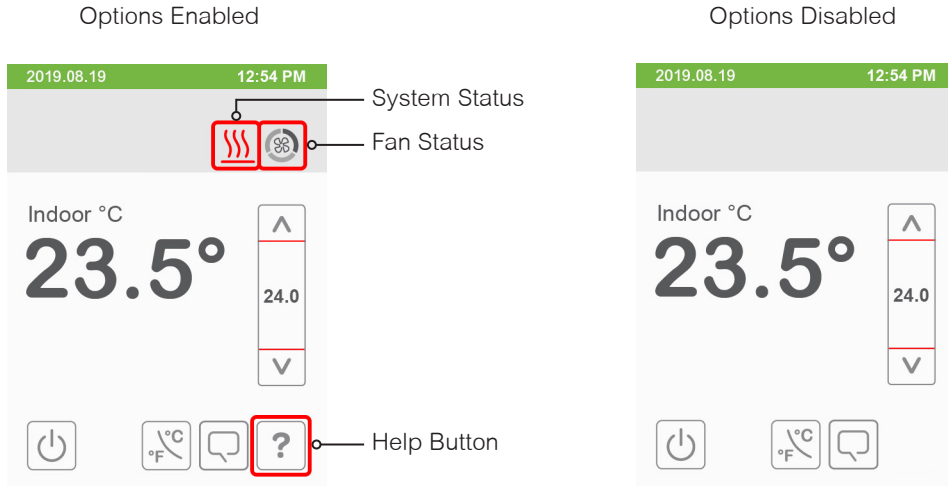 Options Enabled
Options Disabled
2019.08.19 12:54 PM
System Status
Fan Status
Indoor °C
23.5°
24.0
°C
°F
?
Help Button
2019.08.19 12:54 PM
Indoor °C
23.5°
24.0
°C
°F